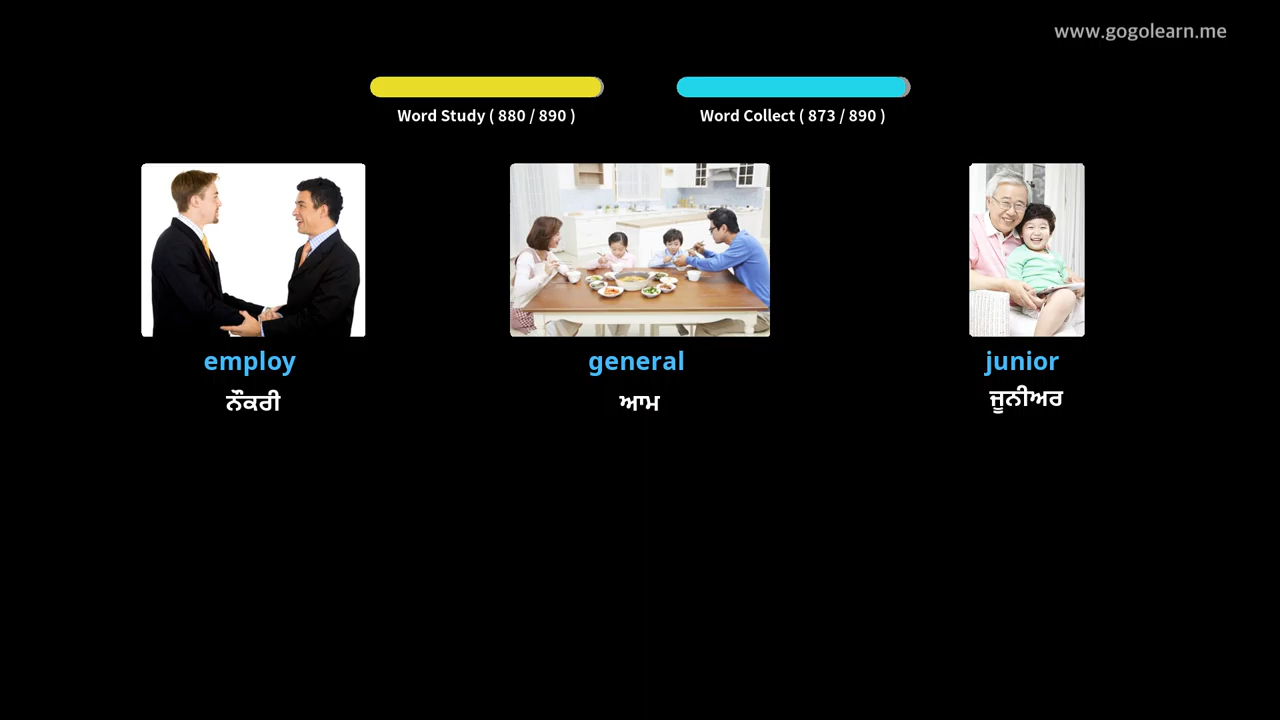 www.gogolearn.me
Word Study ( 880 / 890 )
Word Collect ( 873 / 890 )
employ
general
junior
ਨੌਕਰੀ
ਆਮ
ਜੂਨੀਅਰ